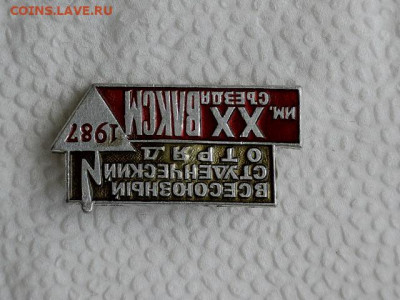 COINS.LAVE.RU
ВСЕСОЮЗНЫЙ
СТУДЕНЧЕСКИЙ
ОТРЯД
ИМ. XX ВЛКСМ
СЪЕЗДА
1987